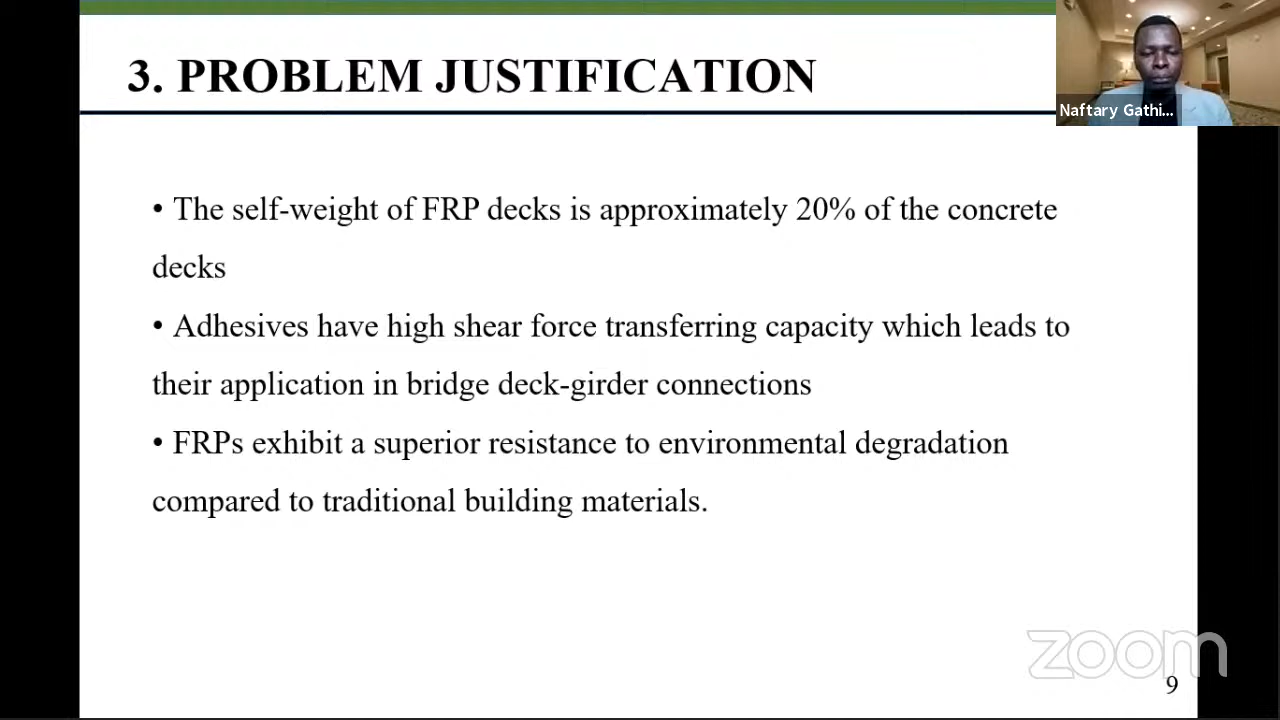 3. PROBLEM JUSTIFICATION
Naftary Gathi...
• The self-weight of FRP decks is approximately 20% of the concrete
decks
• Adhesives have high shear force transferring capacity which leads to
their application in bridge deck-girder connections
• FRPs exhibit a superior resistance to environmental degradation
compared to traditional building materials.
zoom
9